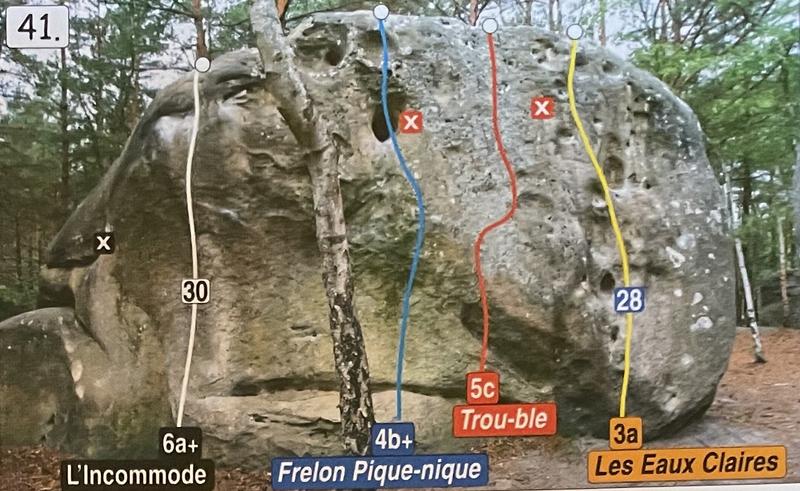 41.
x
x
x
30
28
6a+
L'Incommode
4b+
Frelon Pique-nique
5c
Trou-ble
3a
Les Eaux Claires